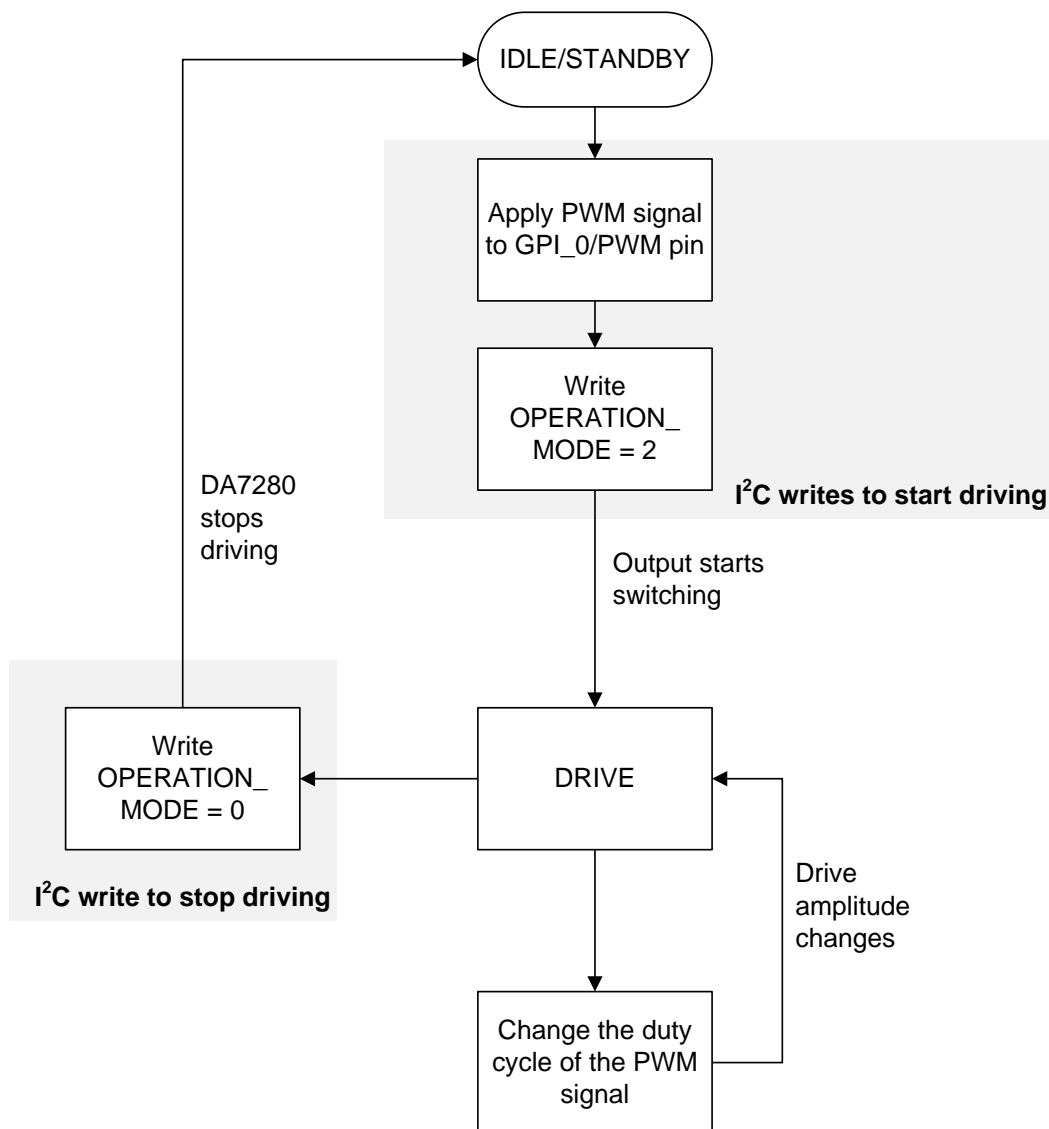 IDLE/STANDBY
Apply PWM signal
to GPI_0/PWM pin
Write
OPERATION_
MODE = 2
I²C writes to start driving
DA7280
stops
driving
Output starts
switching
Write
OPERATION_
MODE = 0
I²C write to stop driving
DRIVE
Drive
amplitude
changes
Change the duty
cycle of the PWM
signal